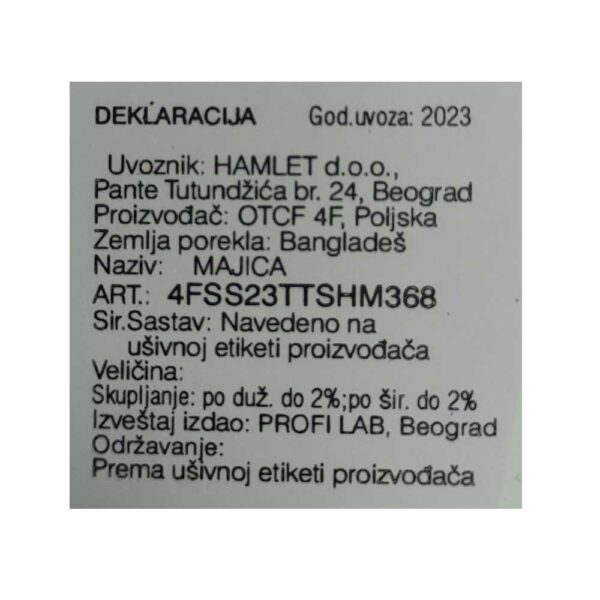 DEKLARACIJA God.uvoza: 2023
Uvoznik: HAMLET d.o.o.,
Pante Tutundžića br. 24, Beograd
Proizvođač: OTCF 4F, Poljska
Zemlja porekla: Bangladeš
Naziv: MAJICA
ART.: 4FSS23TTSHM368
Sir.Sastav: Navedeno na
ušivnoj etiketi proizvođača
Veličina:
Skupljanje: po duž. do 2%;po šir. do 2%
Izveštaj izdao: PROFI LAB, Beograd
Održavanje:
Prema ušivnoj etiketi proizvođača